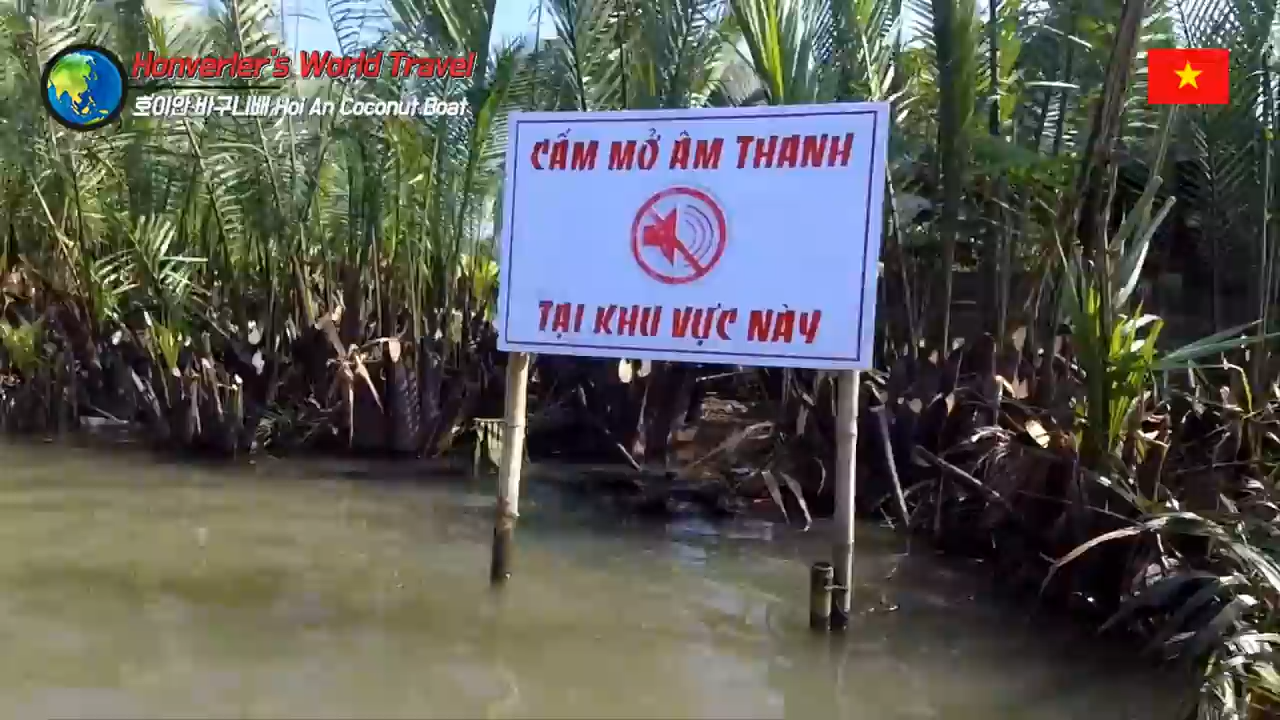 Honverler's World Travel
호이안 바구니배, Hoi An Coconut Boat
CẤM MỞ ÂM THANH
TẠI KHU VỰC NÀY